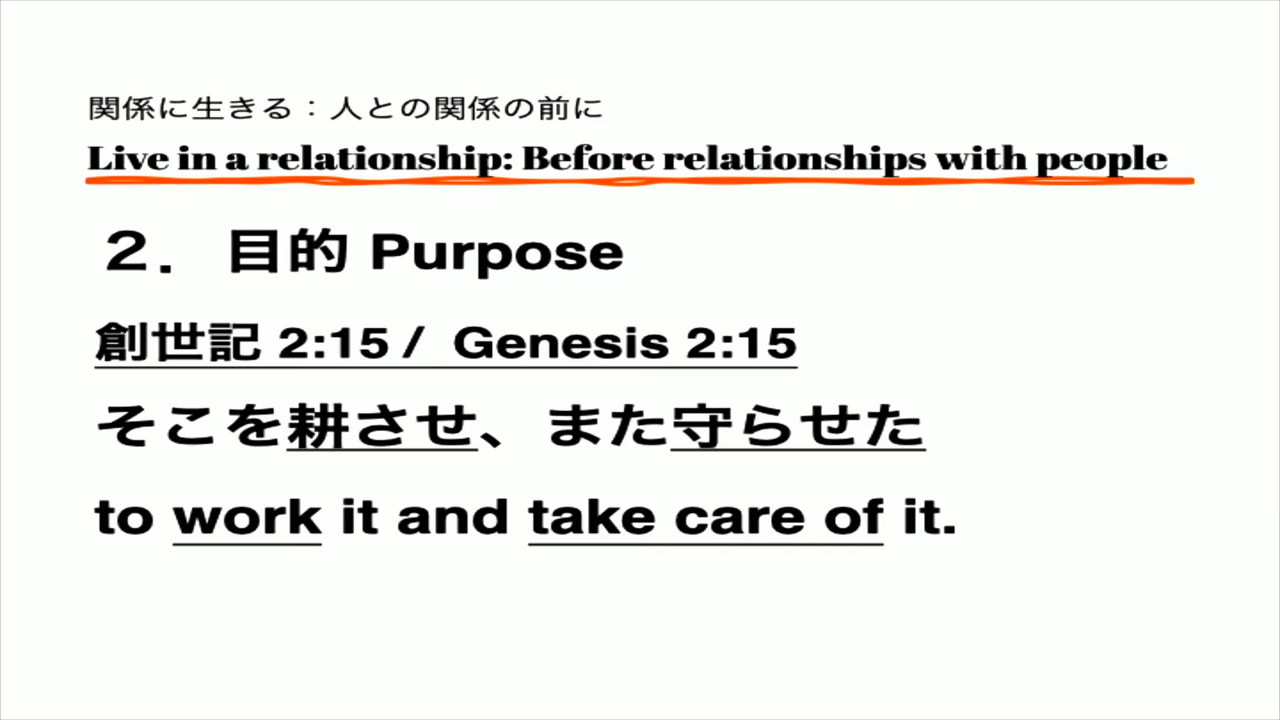 関係に生きる：人との関係の前に
Live in a relationship: Before relationships with people
２．目的 Purpose
創世記 2:15 / Genesis 2:15
そこを耕させ、また守らせた
to work it and take care of it.